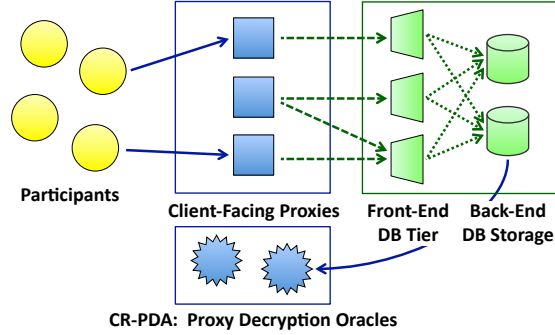 Participants
Client-Facing Proxies
Front-End
DB Tier
Back-End
DB Storage
CR-PDA: Proxy Decryption Oracles